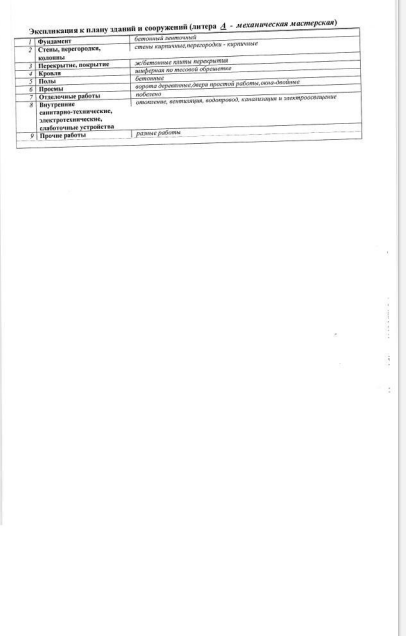 Экспликация к плану зданий и сооружений (литера А - механическая мастерская)
1 Фундамент бетонный ленточный
2 Стены, перегородки, колонны стены кирпичные,перегородки - кирпичные
3 Перекрытие, покрытие ж/бетонные плиты перекрытия
4 Кровля шиферная по тесовой обрешетке
5 Полы бетонные
6 Проемы ворота деревянные,двери простой работы,окна-двойные
7 Отделочные работы побелено
8 Внутренние отопление, вентиляция, водопровод, канализация и электроосвещение
санитарно-технические,
электротехнические,
слаботочные устройства
9 Прочие работы разные работы